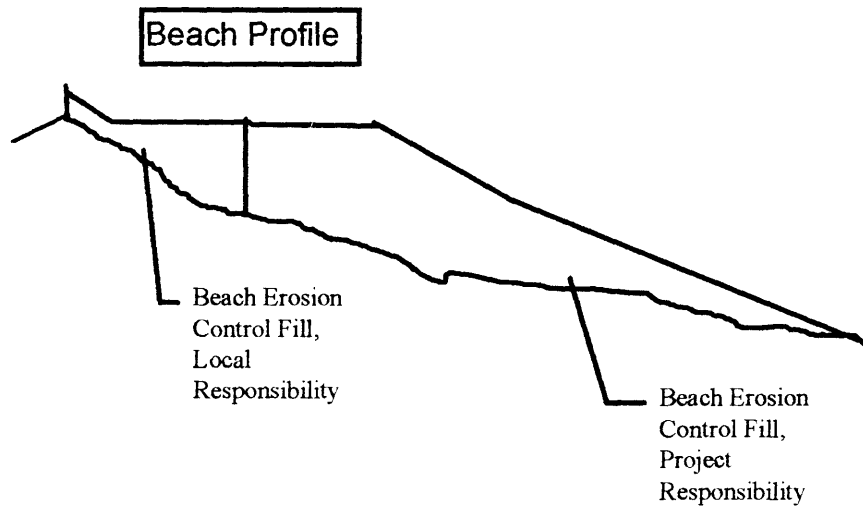 Beach Profile
Beach Erosion
Control Fill,
Local
Responsibility
Beach Erosion
Control Fill,
Project
Responsibility